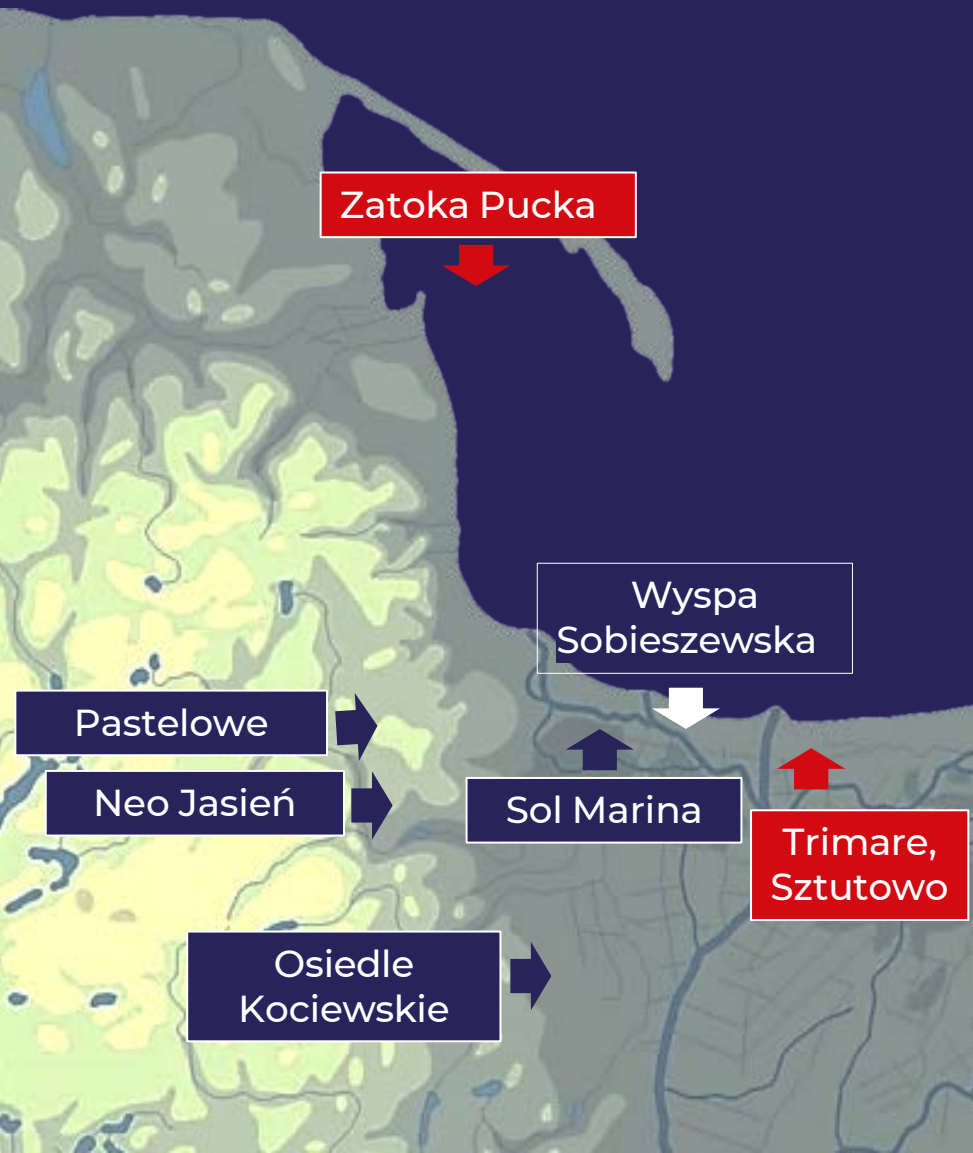 Zatoka Pucka
Wyspa
Sobieszewska
Pastelowe
Neo Jasień
Sol Marina
Trimare,
Sztutowo
Osiedle
Kociewskie